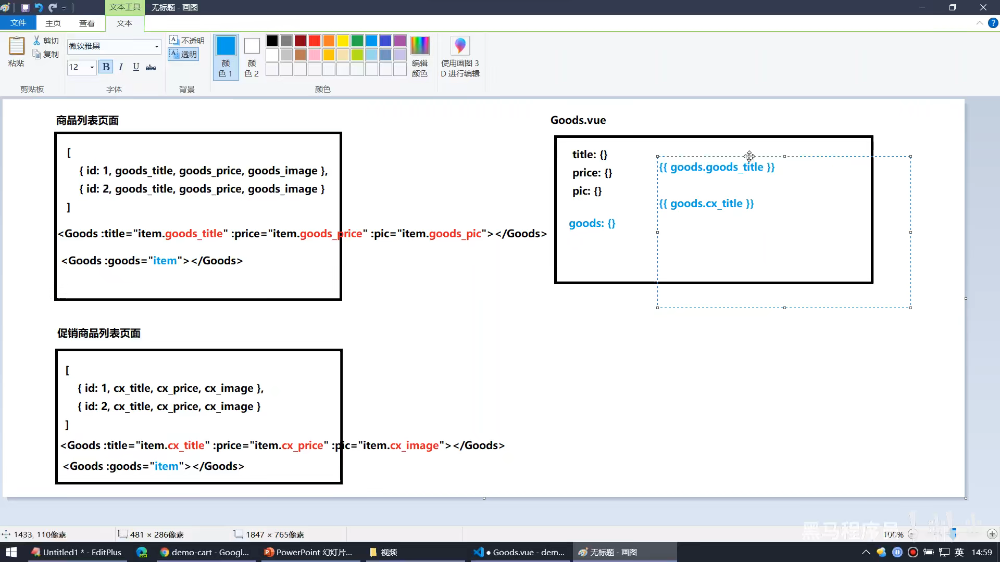 文本工具
无标题 - 画图
文件
主页
查看
文本
粘贴
剪切
复制
剪贴板
微软雅黑
12
B I U abc
字体
不透明
透明
背景
颜
色 1
颜
色 2
颜色
编辑
颜色
使用画图 3
D 进行编辑
商品列表页面
[
{ id: 1, goods_title, goods_price, goods_image },
{ id: 2, goods_title, goods_price, goods_image }
]
<Goods :title="item.goods_title" :price="item.goods_price" :pic="item.goods_pic"></Goods>
<Goods :goods="item"></Goods>
Goods.vue
title: {}
price: {}
pic: {}
goods: {}
{{ goods.goods_title }}
{{ goods.cx_title }}
促销商品列表页面
[
{ id: 1, cx_title, cx_price, cx_image },
{ id: 2, cx_title, cx_price, cx_image }
]
<Goods :title="item.cx_title" :price="item.cx_price" :pic="item.cx_image"></Goods>
<Goods :goods="item"></Goods>
1433, 110像素
481 × 286像素
1847 × 765像素
黑马程序员
100%
Untitled1 * - EditPlus
demo-cart - Googl...
PowerPoint 幻灯片...
视频
● Goods.vue - dem...
无标题 - 画图
英
14:59